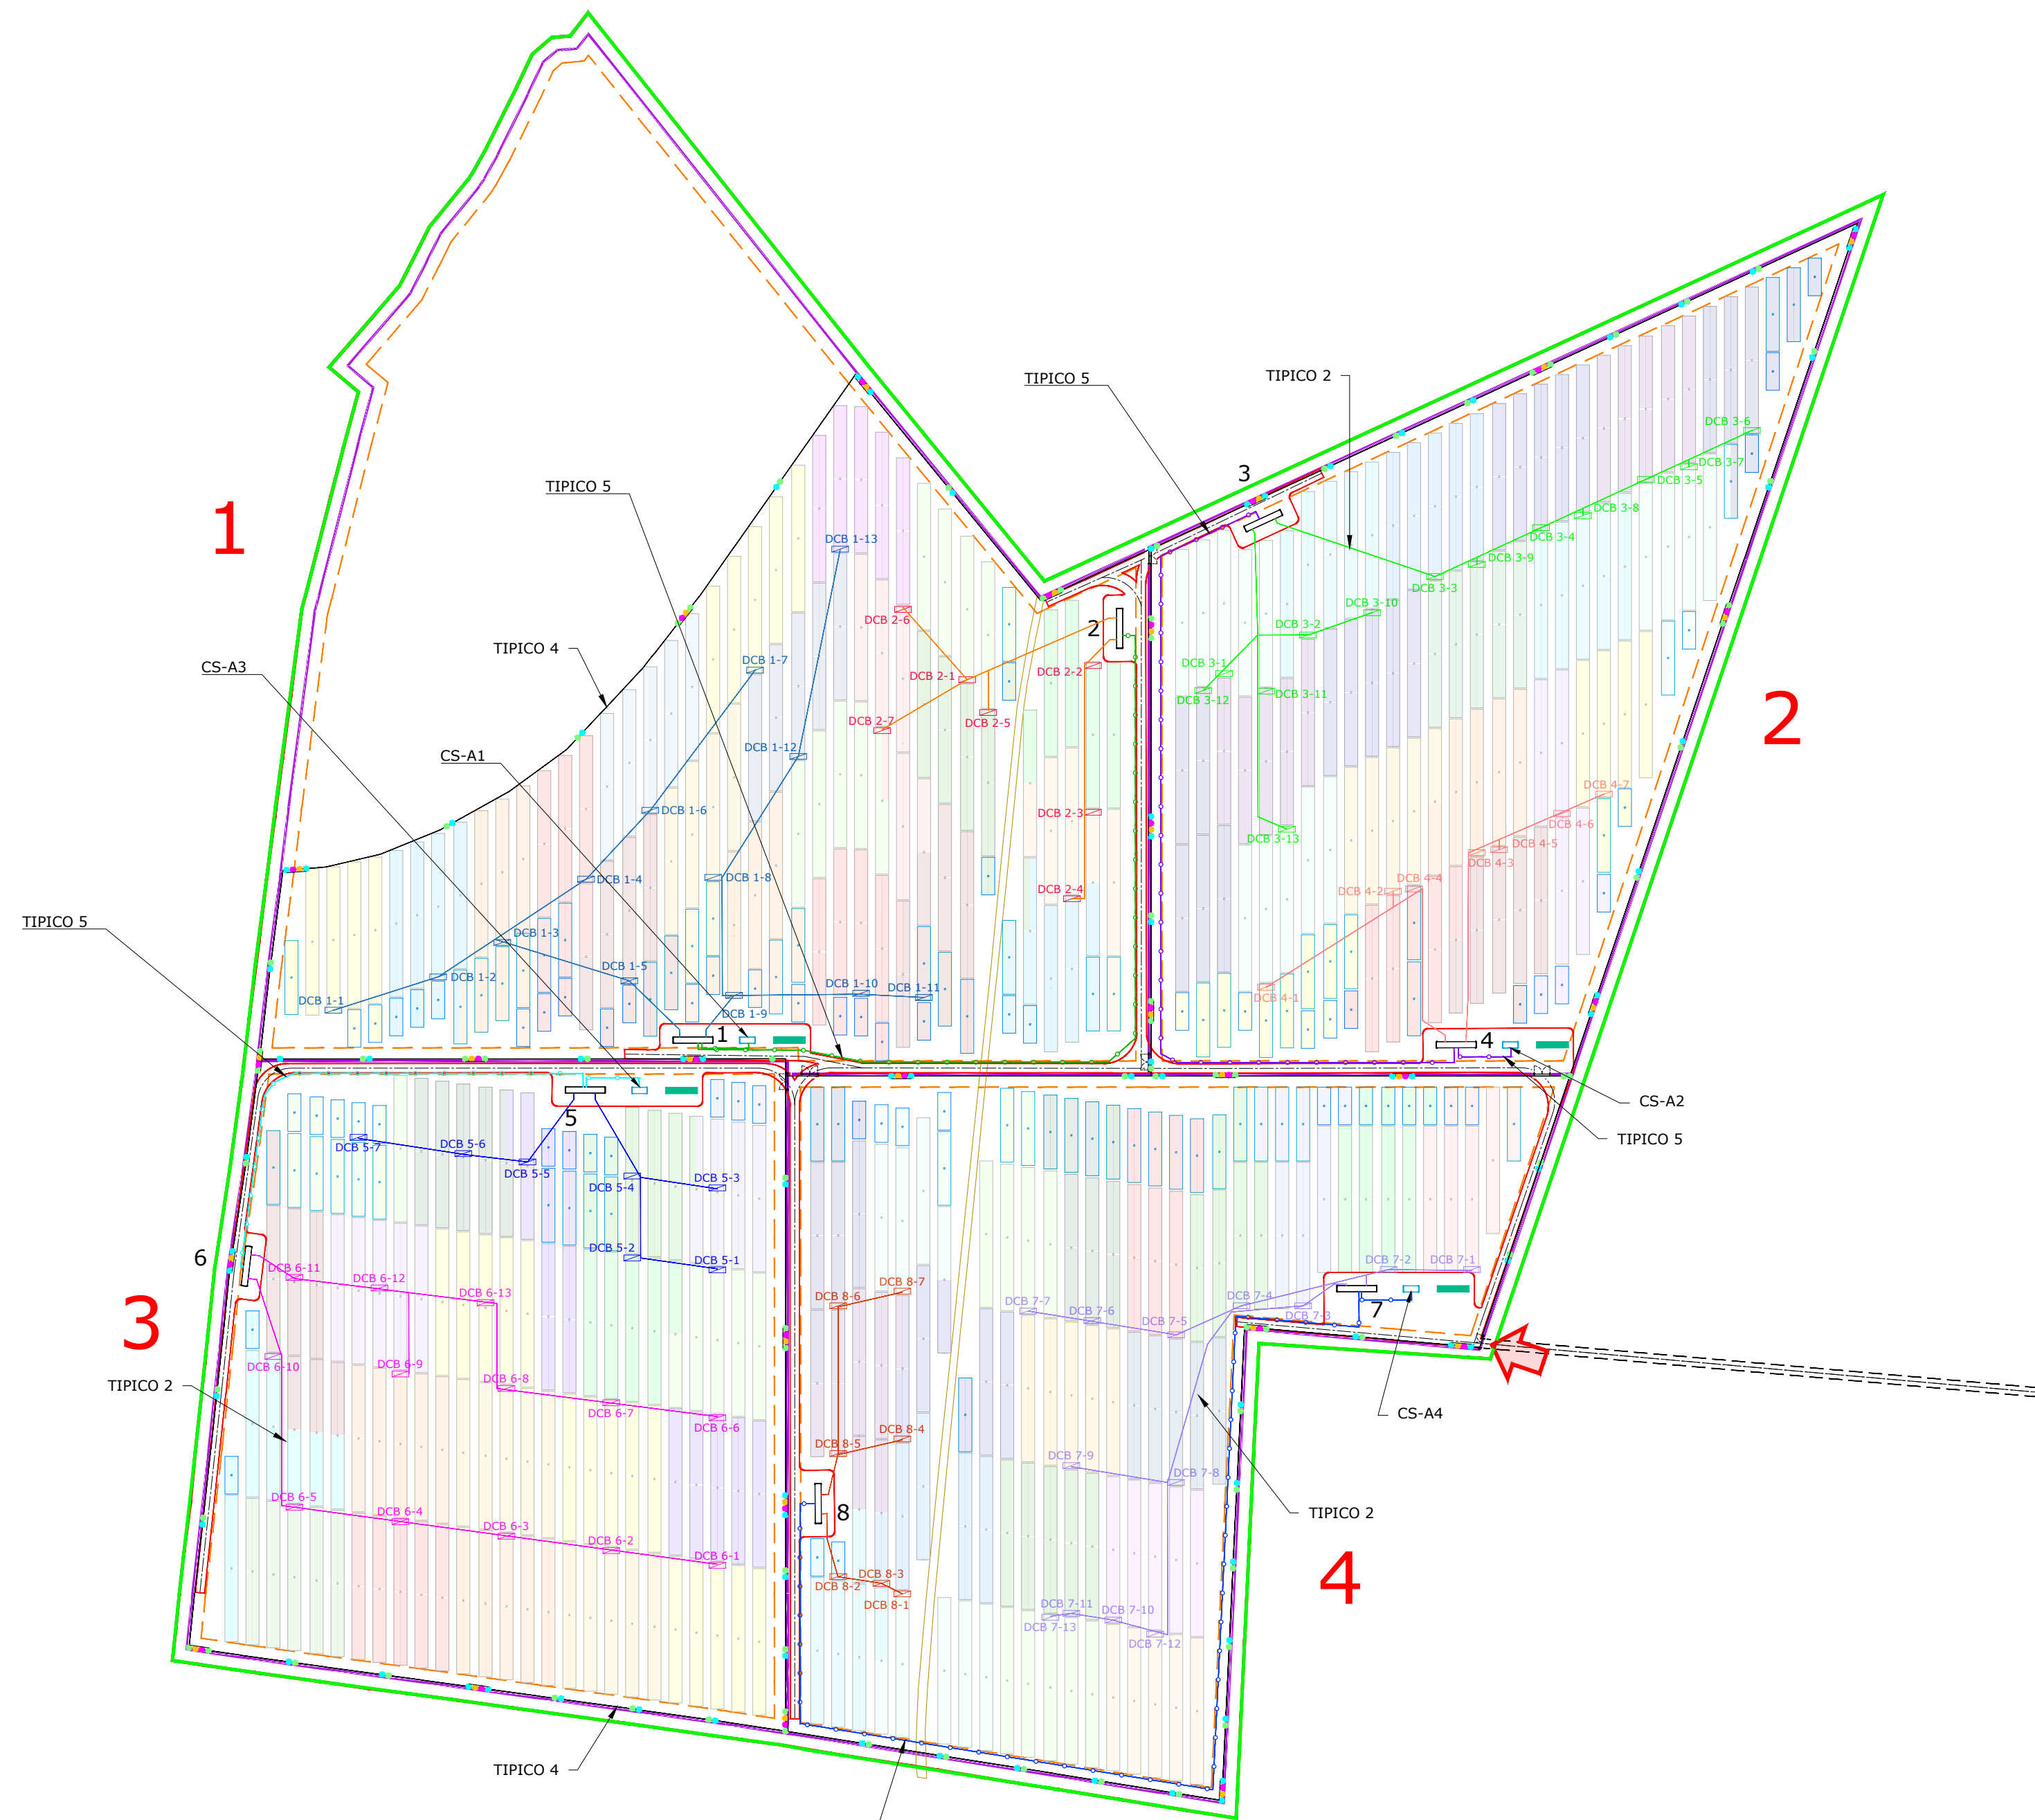 TIPICO 5
TIPICO 2
DCB 3-6
DCB 3-7
3
DCB 3-5
TIPICO 5
DCB 3-8
1
DCB 3-4
DCB 1-13
DCB 3-9
DCB 3-3
DCB 3-10
DCB 2-6
2
DCB 3-2
TIPICO 4
CS-A3
DCB 1-7
DCB 2-1
DCB 2-2
DCB 3-1
DCB 3-12
DCB 3-11
DCB 2-5
2
DCB 2-7
DCB 1-12
CS-A1
DCB 4-7
DCB 1-6
DCB 2-3
DCB 4-6
DCB 3-13
DCB 4-5
DCB 4-3
DCB 1-4
DCB 1-8
DCB 4-4
DCB 4-2
DCB 2-4
TIPICO 5
DCB 1-3
DCB 1-5
DCB 1-2
DCB 1-10
DCB 1-11
DCB 1-1
DCB 4-1
DCB 1-9
1
4
CS-A2
5
TIPICO 5
DCB 5-7
DCB 5-6
DCB 5-5
DCB 5-4
DCB 5-3
6
DCB 5-2
DCB 5-1
DCB 7-2
DCB 7-1
DCB 6-11
DCB 6-12
DCB 6-13
DCB 8-7
DCB 8-6
DCB 7-7
DCB 7-6
DCB 7-5
DCB 7-4
DCB 7-3
7
3
DCB 6-10
DCB 6-9
TIPICO 2
DCB 6-8
DCB 6-7
DCB 6-6
CS-A4
DCB 8-4
DCB 8-5
DCB 7-9
DCB 7-8
DCB 6-5
DCB 6-4
DCB 6-3
DCB 6-2
DCB 6-1
8
TIPICO 2
DCB 8-3
DCB 8-2
DCB 8-1
4
DCB 7-11
DCB 7-13
DCB 7-10
DCB 7-12
TIPICO 4